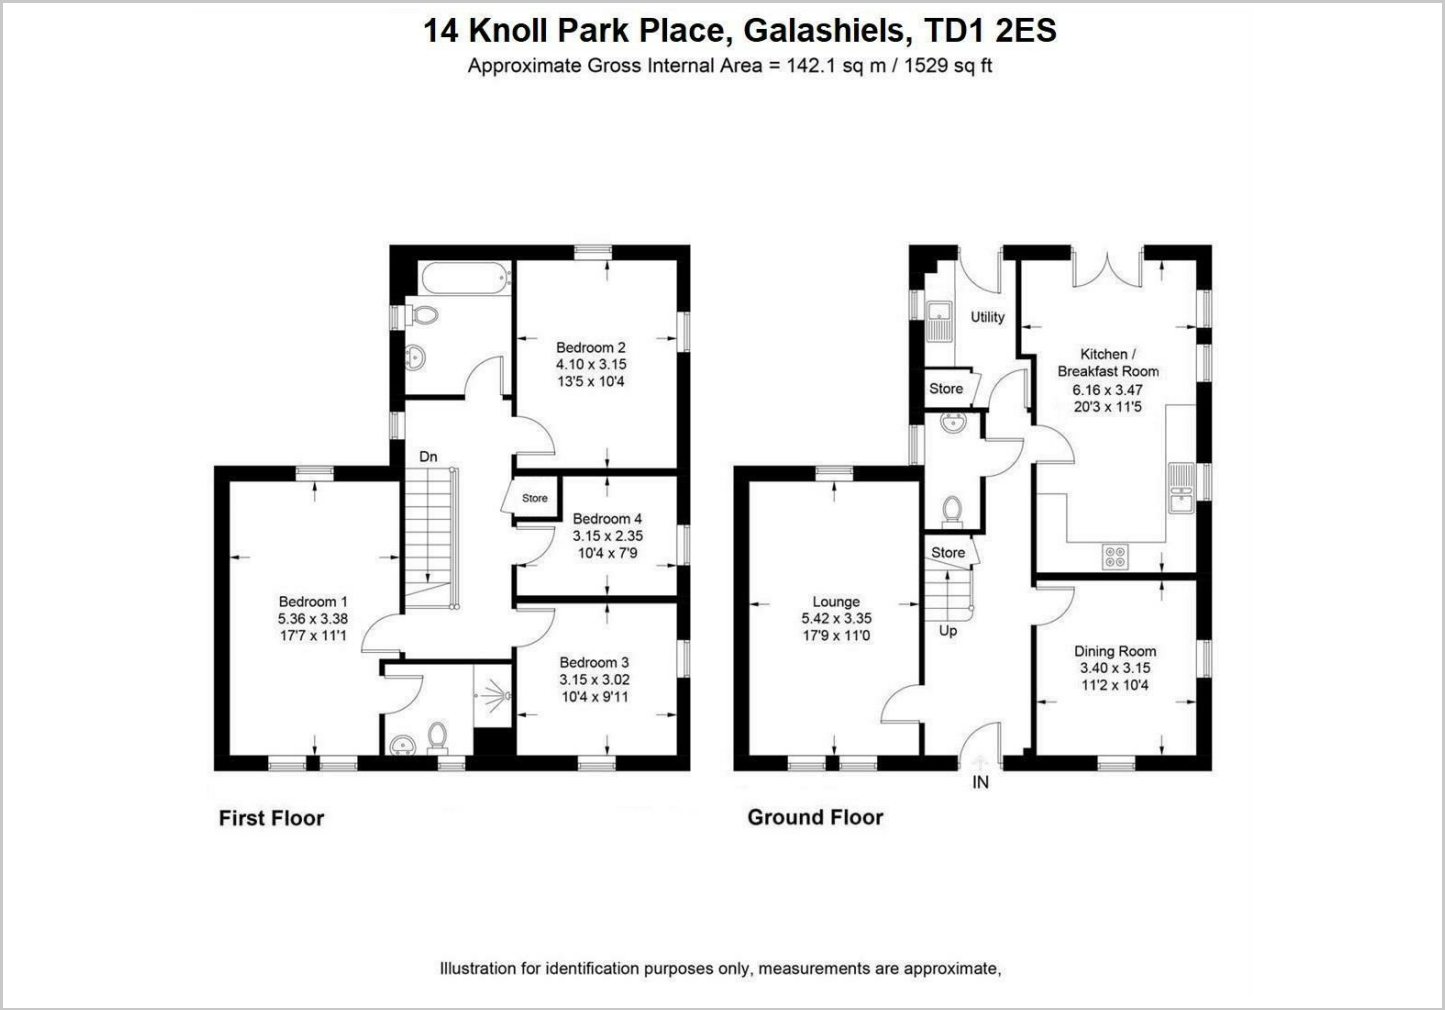 14 Knoll Park Place, Galashiels, TD1 2ES
Approximate Gross Internal Area = 142.1 sq m / 1529 sq ft
Bedroom 2
4.10 x 3.15
13'5 x 10'4
Dn
Store
Bedroom 4
3.15 x 2.35
10'4 x 7'9
Bedroom 1
5.36 x 3.38
17'7 x 11'1
Bedroom 3
3.15 x 3.02
10'4 x 9'11
First Floor
Utility
Kitchen /
Breakfast Room
6.16 x 3.47
20'3 x 11'5
Store
Store
Lounge
5.42 x 3.35
17'9 x 11'0
Up
Dining Room
3.40 x 3.15
11'2 x 10'4
IN
Ground Floor
Illustration for identification purposes only, measurements are approximate,